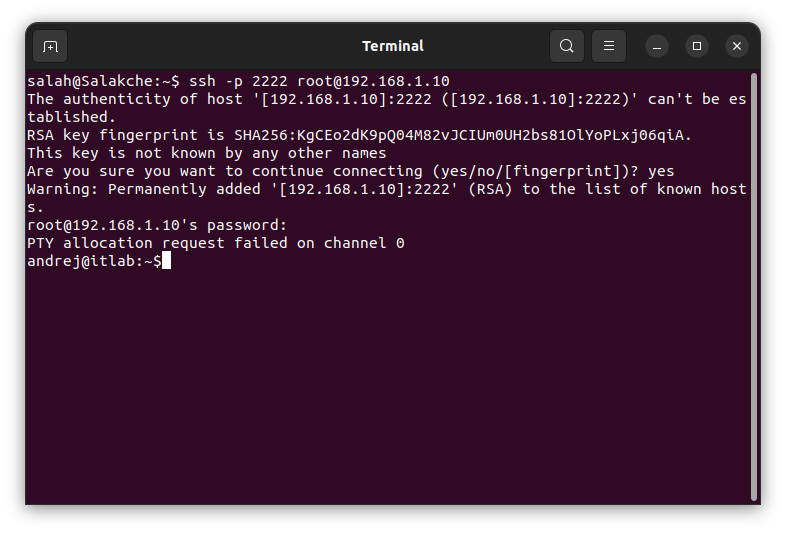 Terminal
salah@Salakche:~$ ssh -p 2222 root@192.168.1.10
The authenticity of host '[192.168.1.10]:2222 ([192.168.1.10]:2222)' can't be es
tablished.
RSA key fingerprint is SHA256:KgCEo2dK9pQ04M82vJCIUm0UH2bs81OlYoPLxj06qiA.
This key is not known by any other names
Are you sure you want to continue connecting (yes/no/[fingerprint])? yes
Warning: Permanently added '[192.168.1.10]:2222' (RSA) to the list of known host
s.
root@192.168.1.10's password:
PTY allocation request failed on channel 0
andrej@itlab:~$